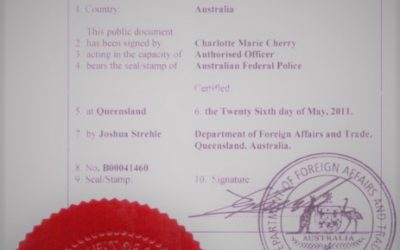 1. Country: Australia
This public document
2 has been signed by Charlotte Marie Cherry
3 acting in the capacity of Authorised Officer
4 bears the seal/stamp of Australian Federal Police
Certified
5. at Queensland 6. the Twenty Sixth day of May, 2011.
7. by Joshua Strehle Department of Foreign Affairs and Trade. Queensland. Australia.
8. No. B00041460
9. Seal/Stamp: 10. Signature
DEPARTMENT OF FOREIGN AFFAIRS AND TRADE
AUSTRALIA